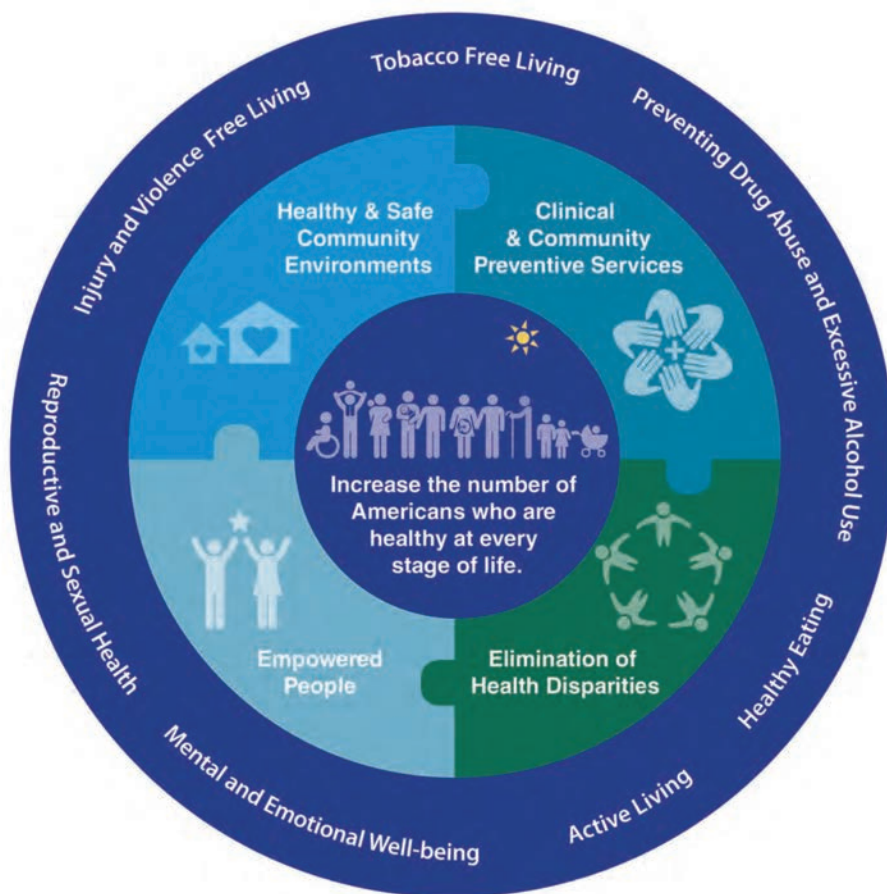 Tobacco Free Living
Preventing Drug Abuse and Excessive Alcohol Use
Healthy Eating
Active Living
Mental and Emotional Well-being
Reproductive and Sexual Health
Injury and Violence Free Living
Healthy & Safe
Community
Environments
Clinical
& Community
Preventive Services
Increase the number of
Americans who are
healthy at every
stage of life.
Empowered
People
Elimination of
Health Disparities